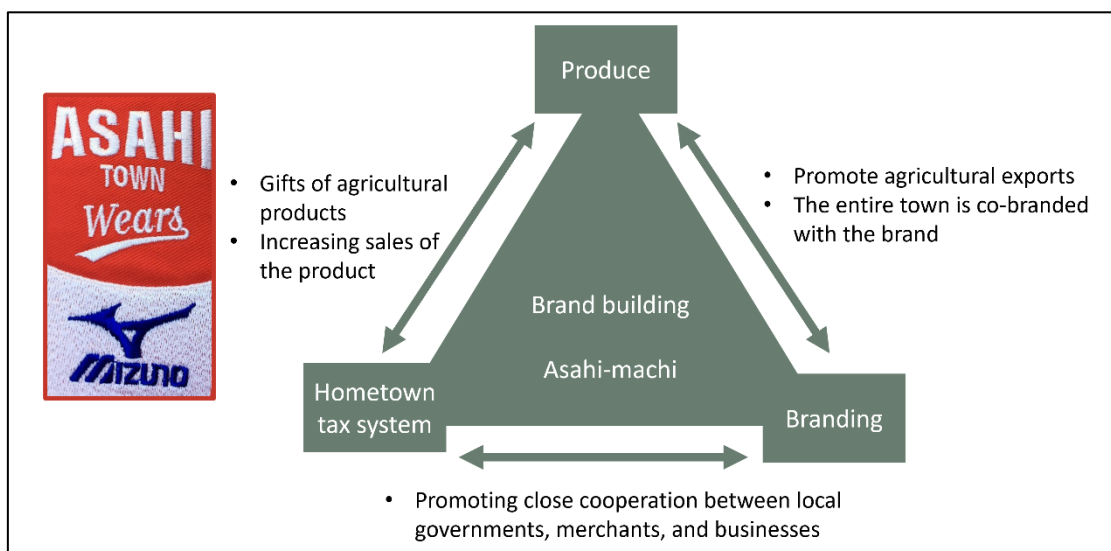 Produce
ASAHI
TOWN
Wears
MIZUNO
• Gifts of agricultural
products
• Increasing sales of
the product
• Promote agricultural exports
• The entire town is co-branded
with the brand
Brand building
Asahi-machi
Hometown
tax system
Branding
• Promoting close cooperation between local
governments, merchants, and businesses